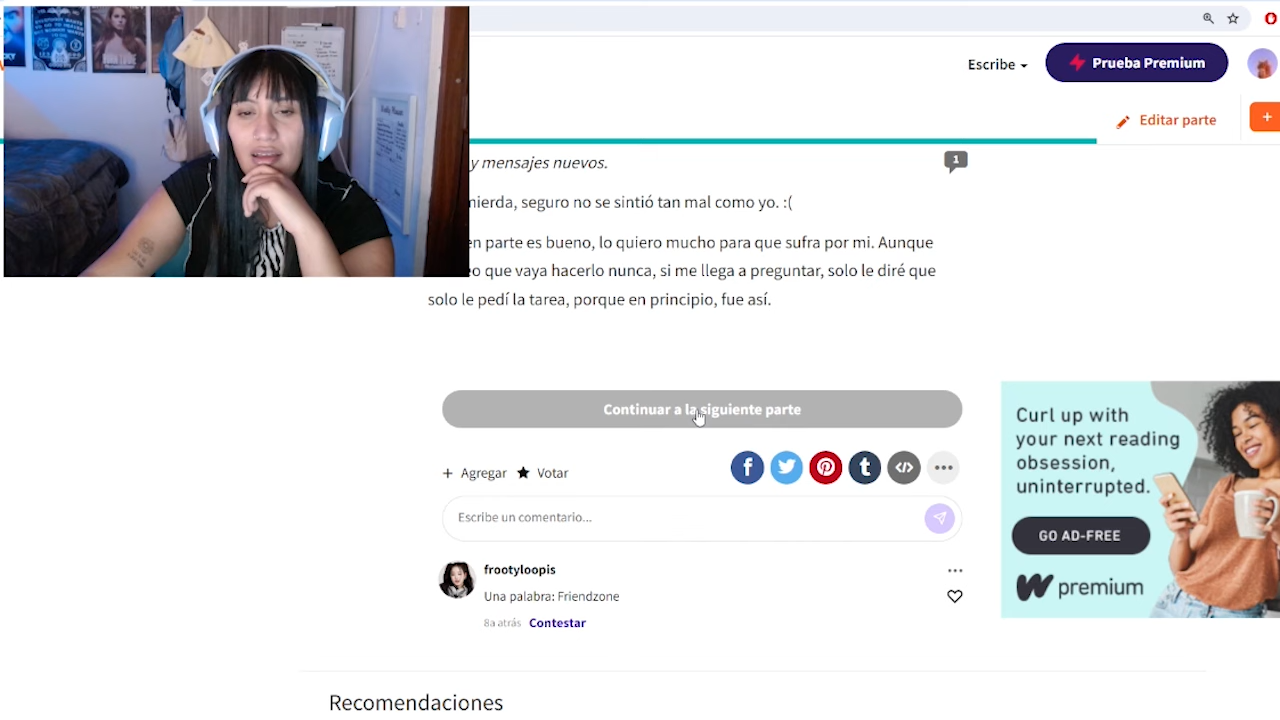 Escribe
Prueba Premium
Editar parte
+
y mensajes nuevos.
1
mierda, seguro no se sintió tan mal como yo. :(
en parte es bueno, lo quiero mucho para que sufra por mi. Aunque
que vaya hacerlo nunca, si me llega a preguntar, solo le diré que
solo le pedí la tarea, porque en principio, fue así.
Continuar a la siguiente parte
+ Agregar ★ Votar
Escribe un comentario...
frootyloopis
Una palabra: Friendzone
8a atrás Contestar
Curl up with
your next reading
obsession,
uninterrupted.
GO AD-FREE
premium
Recomendaciones